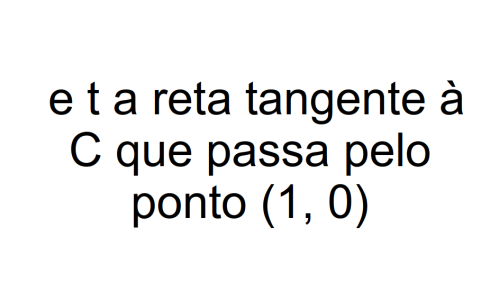 e t a reta tangente à
C que passa pelo
ponto (1, 0)